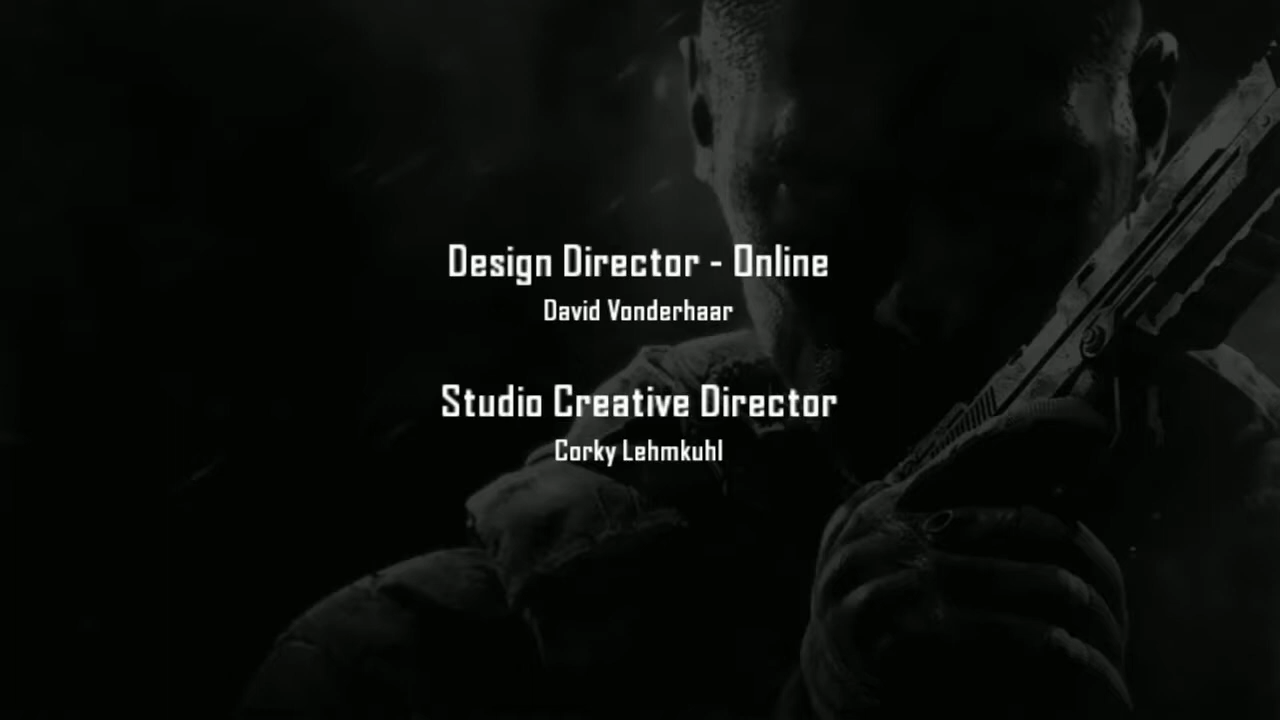 Design Director - Online
David Vonderhaar
Studio Creative Director
Corky Lehmkuhl